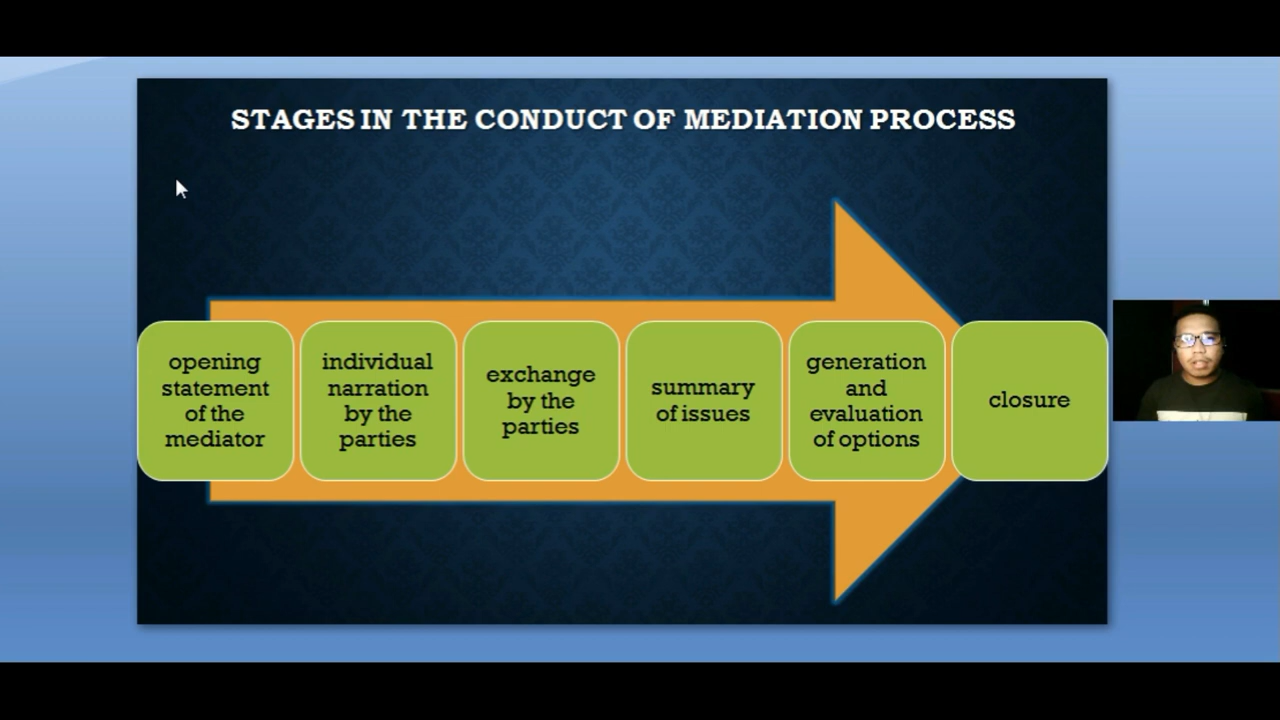 STAGES IN THE CONDUCT OF MEDIATION PROCESS
opening
statement
of the
mediator
individual
narration
by the
parties
exchange
by the
parties
summary
of issues
generation
and
evaluation
of options
closure